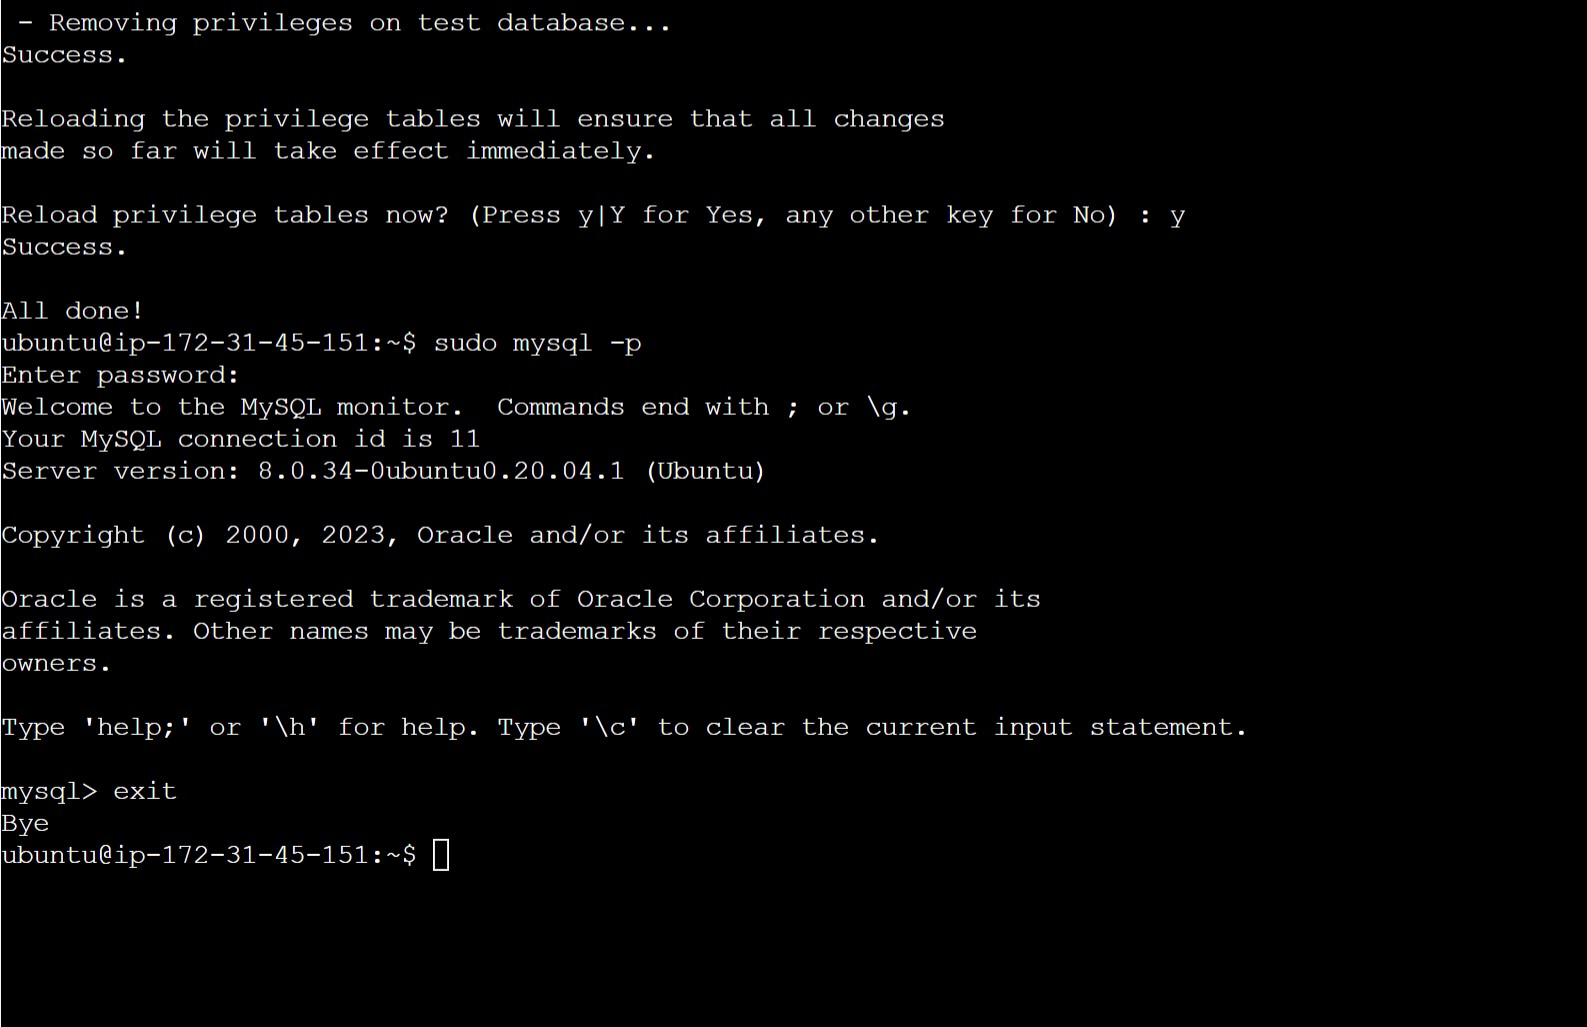 - Removing privileges on test database...
Success.
Reloading the privilege tables will ensure that all changes
made so far will take effect immediately.
Reload privilege tables now? (Press y|Y for Yes, any other key for No) : y
Success.
All done!
ubuntu@ip-172-31-45-151:~$ sudo mysql -p
Enter password:
Welcome to the MySQL monitor.  Commands end with ; or \g.
Your MySQL connection id is 11
Server version: 8.0.34-0ubuntu0.20.04.1 (Ubuntu)
Copyright (c) 2000, 2023, Oracle and/or its affiliates.
Oracle is a registered trademark of Oracle Corporation and/or its
affiliates. Other names may be trademarks of their respective
owners.
Type 'help;' or '\h' for help. Type '\c' to clear the current input statement.
mysql> exit
Bye
ubuntu@ip-172-31-45-151:~$